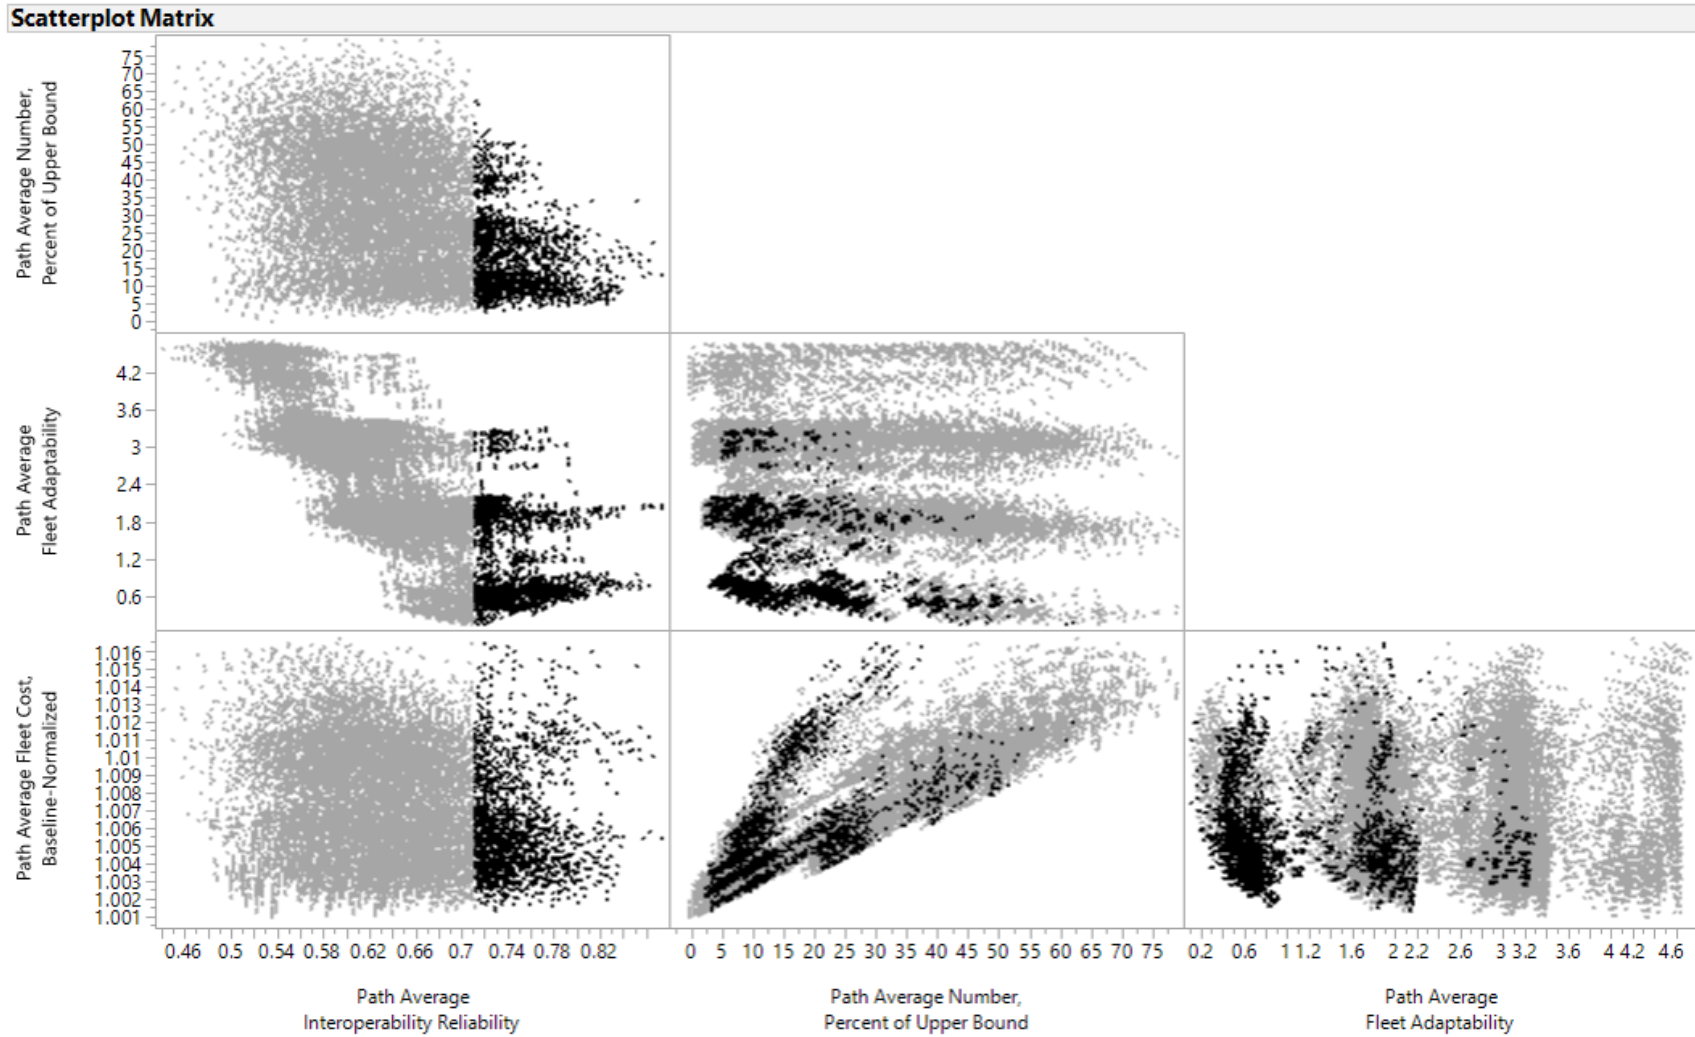 Scatterplot Matrix
Path Average Number,
Percent of Upper Bound
75
70
65
60
55
50
45
40
35
30
25
20
15
10
5
0
Path Average
Fleet Adaptability
4.2
3.6
3
2.4
1.8
1.2
0.6
Path Average Fleet Cost,
Baseline-Normalized
1.016
1.015
1.014
1.013
1.012
1.011
1.01
1.009
1.008
1.007
1.006
1.005
1.004
1.003
1.002
1.001
0.46 0.5 0.54 0.58 0.62 0.66 0.7 0.74 0.78 0.82
0 5 10 15 20 25 30 35 40 45 50 55 60 65 70 75
0.2 0.6 1 1.2 1.6 2 2.2 2.6 3 3.2 3.6 4 4.2 4.6
Path Average
Interoperability Reliability
Path Average Number,
Percent of Upper Bound
Path Average
Fleet Adaptability